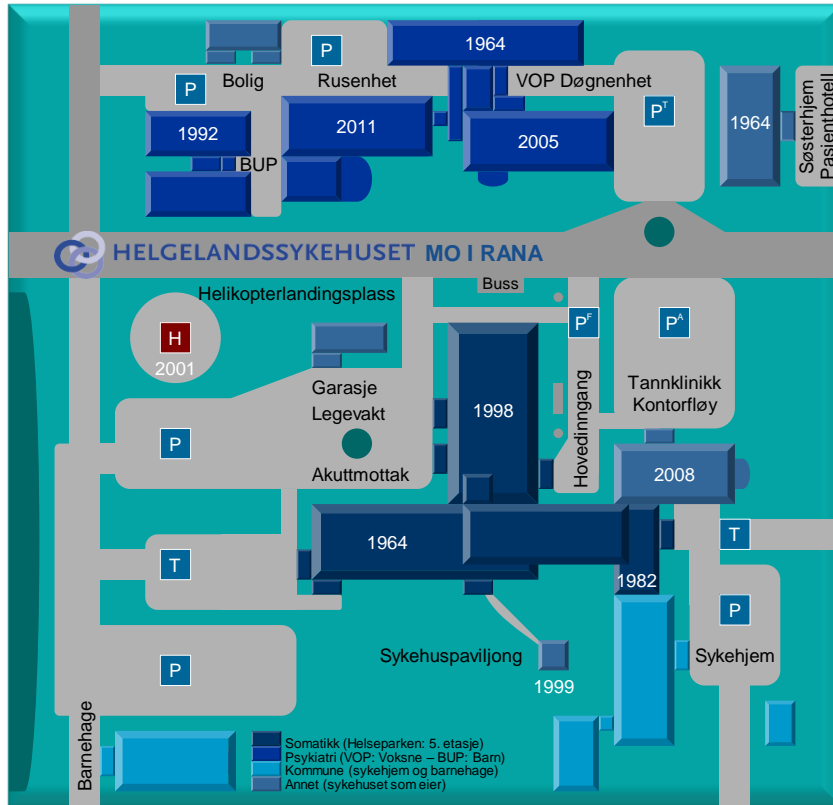 1964
P
Bolig
Rusenhet
VOP Døgnenhet
P
Pᵀ
1964
Søsterhjem
Pasienthotell
1992
2011
2005
BUP
HELGELANDSSYKEHUSET MO I RANA
Buss
Helikopterlandingsplass
H
2001
Pꟳ
Pᴬ
Garasje
Legevakt
Tannklinikk
Kontorfløy
1998
Hovedinngang
P
Akuttmottak
2008
1964
T
T
1982
P
Sykehuspaviljong
Sykehjem
P
1999
Barnehage
Somatikk (Helseparken: 5. etasje)
Psykiatri (VOP: Voksne – BUP: Barn)
Kommune (sykehjem og barnehage)
Annet (sykehuset som eier)